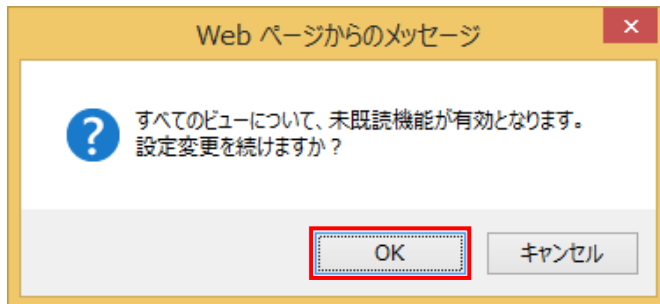 Web ページからのメッセージ
すべてのビューについて、未既読機能が有効となります。
設定変更を続けますか？
OK
キャンセル